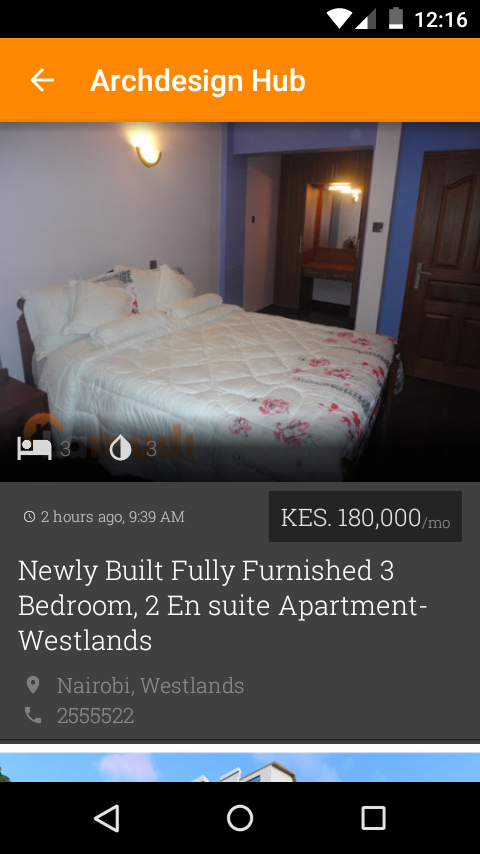 12:16
Archdesign Hub
3 3
2 hours ago, 9:39 AM
KES. 180,000/mo
Newly Built Fully Furnished 3
Bedroom, 2 En suite Apartment-
Westlands
Nairobi, Westlands
2555522